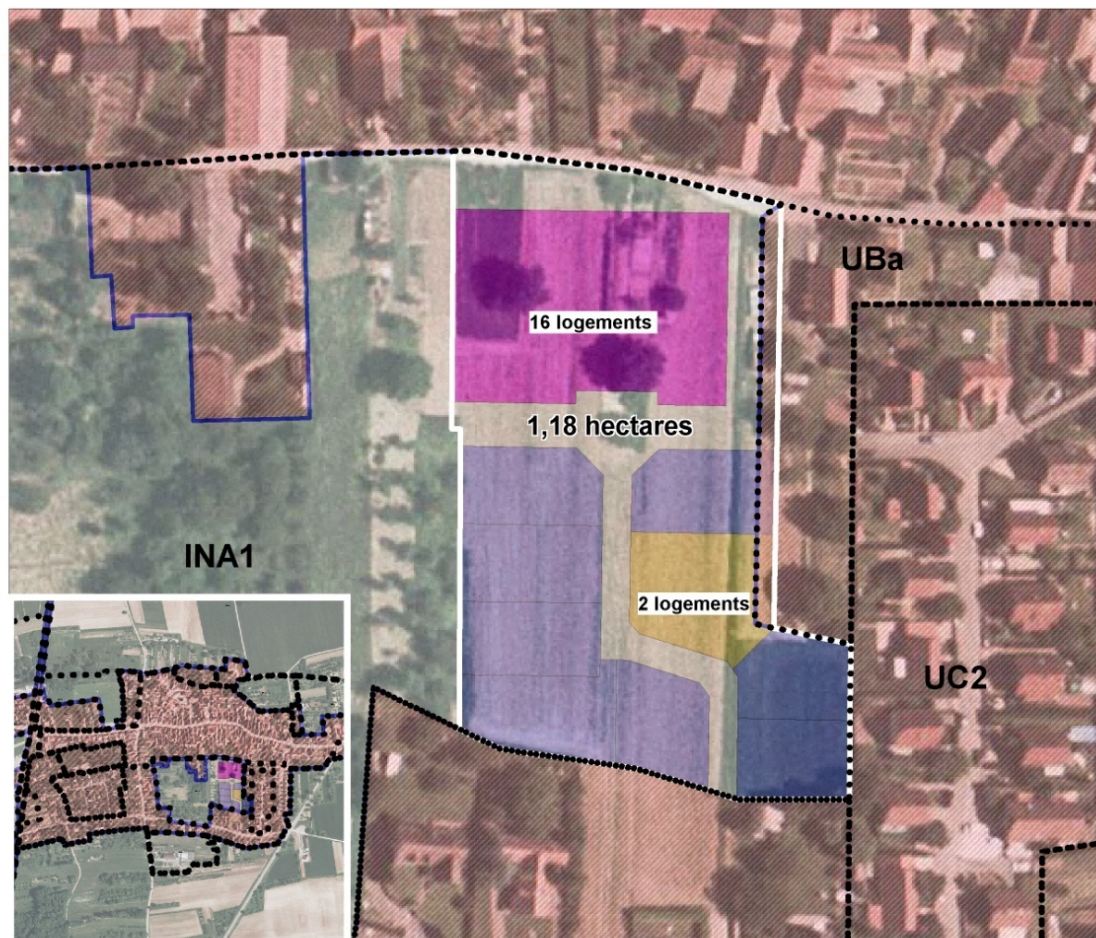 UBa
16 logements
1,18 hectares
INA1
2 logements
UC2